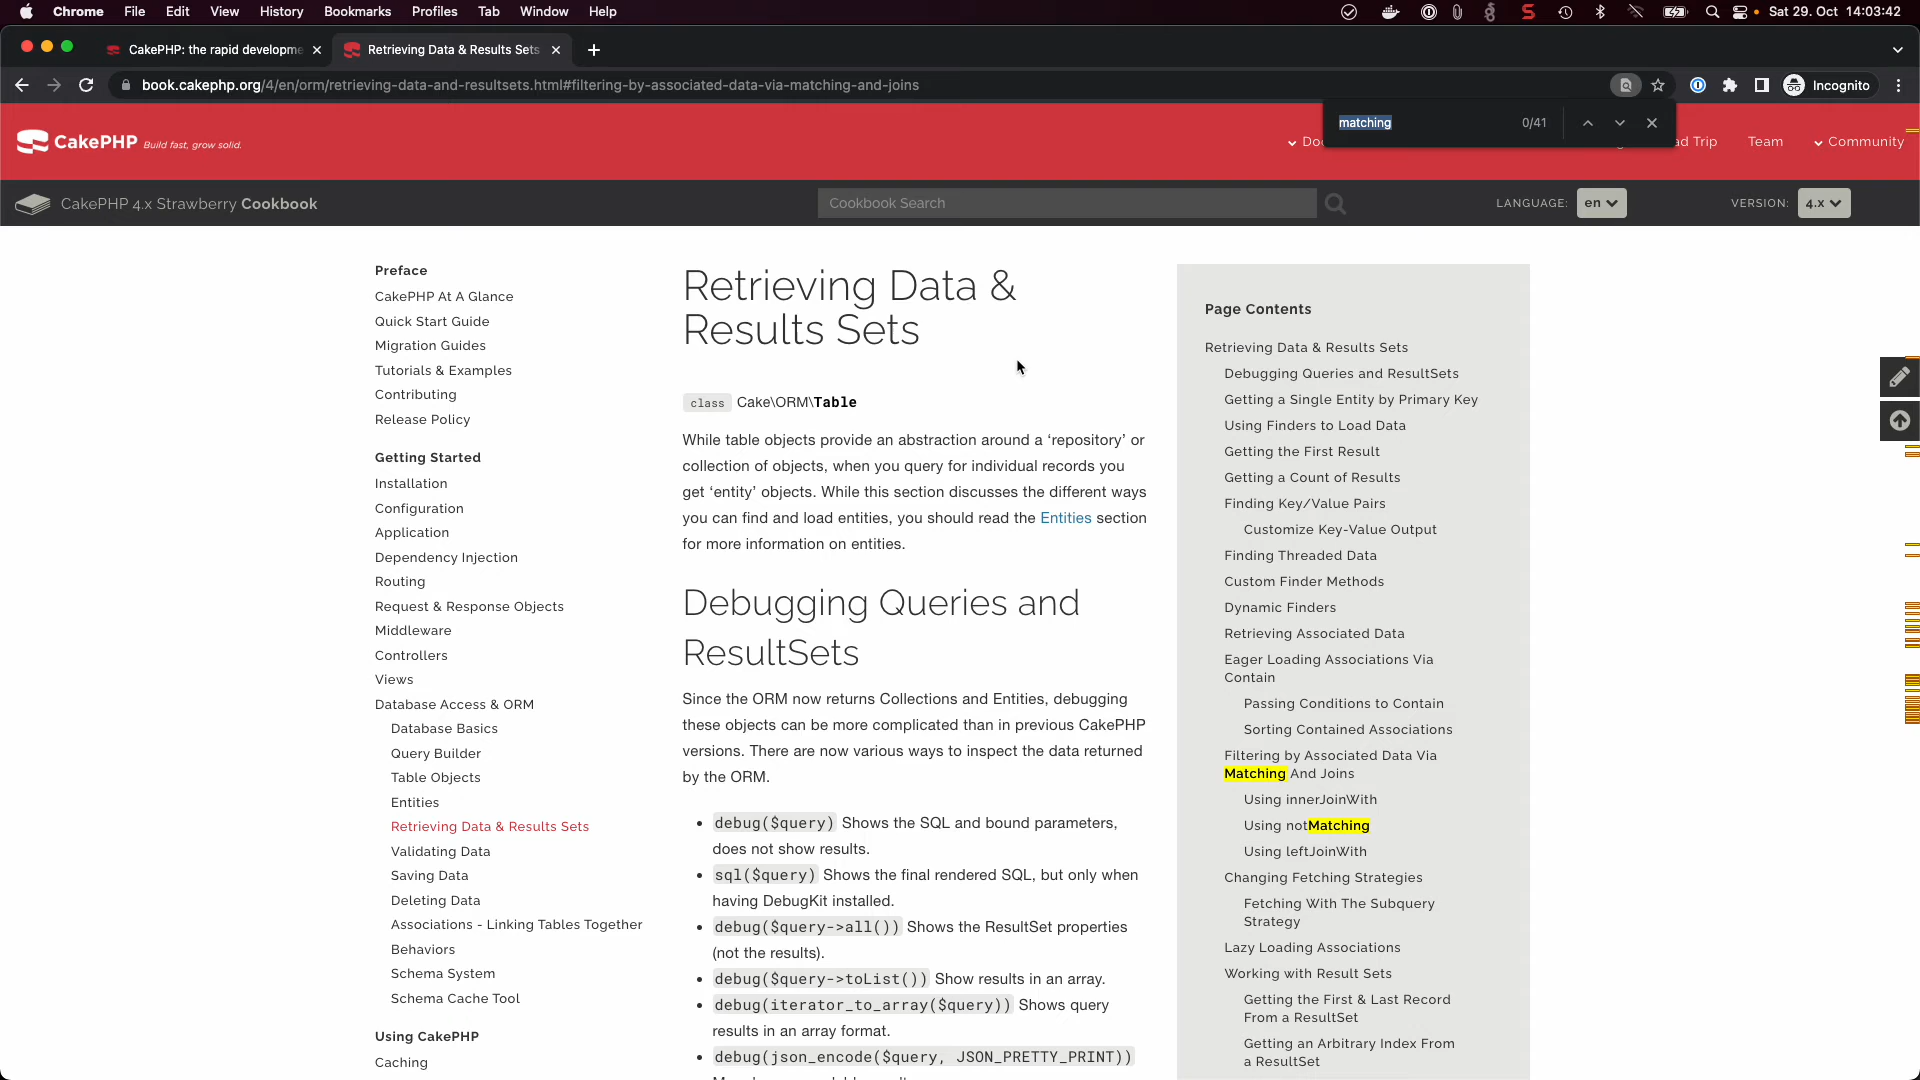 Chrome File Edit View History Bookmarks Profiles Tab Window Help
Sat 29. Oct 14:03:42
CakePHP: the rapid developme
Retrieving Data & Results Sets
book.cakephp.org/4/en/orm/retrieving-data-and-resultsets.html#filtering-by-associated-data-via-matching-and-joins
Incognito
matching 0/41
CakePHP Build fast, grow solid.
Team
Community
CakePHP 4.x Strawberry Cookbook
Cookbook Search
LANGUAGE: en
VERSION: 4.x
Preface
CakePHP At A Glance
Quick Start Guide
Migration Guides
Tutorials & Examples
Contributing
Release Policy
Getting Started
Installation
Configuration
Application
Dependency Injection
Routing
Request & Response Objects
Middleware
Controllers
Views
Database Access & ORM
Database Basics
Query Builder
Table Objects
Entities
Retrieving Data & Results Sets
Validating Data
Saving Data
Deleting Data
Associations - Linking Tables Together
Behaviors
Schema System
Schema Cache Tool
Using CakePHP
Caching
Retrieving Data &
Results Sets
class Cake\ORM\Table
While table objects provide an abstraction around a ‘repository’ or
collection of objects, when you query for individual records you
get ‘entity’ objects. While this section discusses the different ways
you can find and load entities, you should read the Entities section
for more information on entities.
Debugging Queries and
ResultSets
Since the ORM now returns Collections and Entities, debugging
these objects can be more complicated than in previous CakePHP
versions. There are now various ways to inspect the data returned
by the ORM.
• debug($query) Shows the SQL and bound parameters,
does not show results.
• sql($query) Shows the final rendered SQL, but only when
having DebugKit installed.
• debug($query->all()) Shows the ResultSet properties
(not the results).
• debug($query->toList()) Show results in an array.
• debug(iterator_to_array($query)) Shows query
results in an array format.
• debug(json_encode($query, JSON_PRETTY_PRINT))
Page Contents
Retrieving Data & Results Sets
Debugging Queries and ResultSets
Getting a Single Entity by Primary Key
Using Finders to Load Data
Getting the First Result
Getting a Count of Results
Finding Key/Value Pairs
Customize Key-Value Output
Finding Threaded Data
Custom Finder Methods
Dynamic Finders
Retrieving Associated Data
Eager Loading Associations Via
Contain
Passing Conditions to Contain
Sorting Contained Associations
Filtering by Associated Data Via
Matching And Joins
Using innerJoinWith
Using notMatching
Using leftJoinWith
Changing Fetching Strategies
Fetching With The Subquery
Strategy
Lazy Loading Associations
Working with Result Sets
Getting the First & Last Record
From a ResultSet
Getting an Arbitrary Index From
a ResultSet